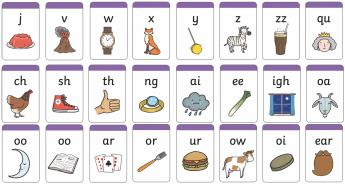 j v w x y z zz qu
ch sh th ng ai ee igh oa
oo oo ar or ur ow oi ear